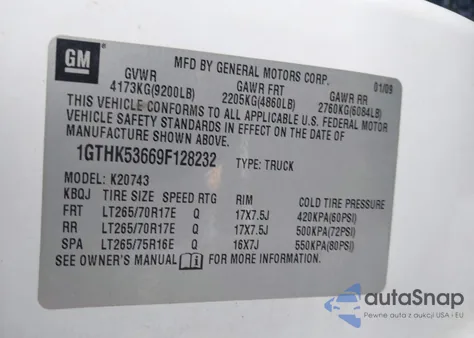 GM
MFD BY GENERAL MOTORS CORP.
01/09
GVWR GAWR FRT GAWR RR
4173KG(9200LB) 2205KG(4860LB) 2760KG(6084LB)
THIS VEHICLE CONFORMS TO ALL APPLICABLE U.S. FEDERAL MOTOR
VEHICLE SAFETY STANDARDS IN EFFECT ON THE DATE OF
MANUFACTURE SHOWN ABOVE.
1GTHK53669F128232 TYPE: TRUCK
MODEL: K20743
KBQJ TIRE SIZE SPEED RTG RIM COLD TIRE PRESSURE
FRT LT265/70R17E Q 17X7.5J 420KPA(60PSI)
RR LT265/70R17E Q 17X7.5J 500KPA(72PSI)
SPA LT265/75R16E Q 16X7J 550KPA(80PSI)
SEE OWNER'S MANUAL FOR MORE INFORMATION.
autoSnap
Pewne auta z aukcji USA i EU